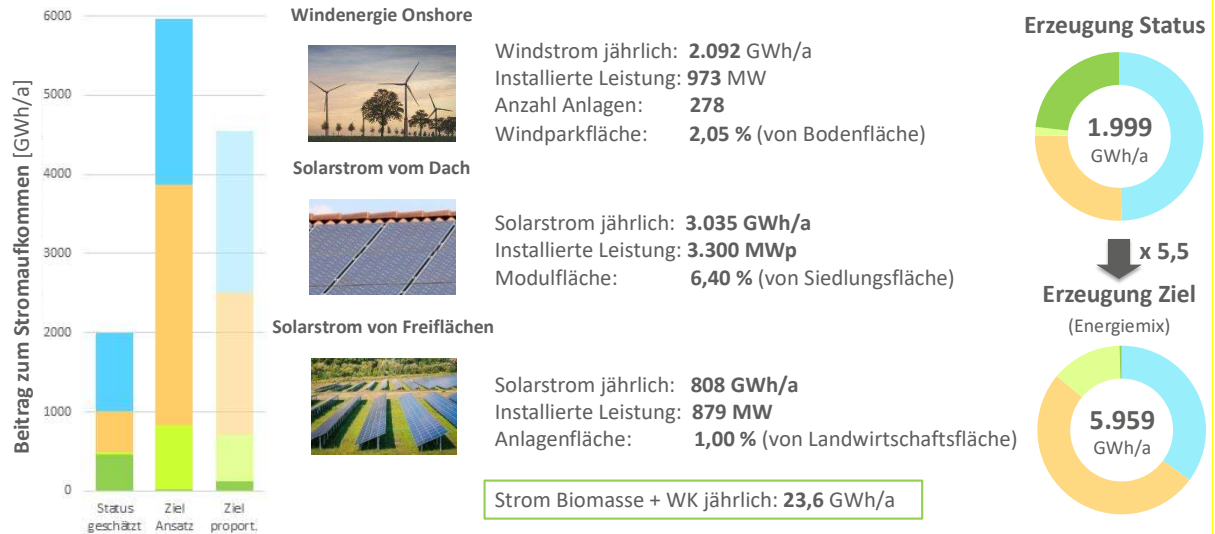 Beitrag zum Stromaufkommen [GWh/a]
6000
5000
4000
3000
2000
1000
0
Status
geschätzt
Ziel
Ansatz
Ziel
proport.
Windenergie Onshore
Windstrom jährlich: 2.092 GWh/a
Installierte Leistung: 973 MW
Anzahl Anlagen: 278
Windparkfläche: 2,05 % (von Bodenfläche)
Solarstrom vom Dach
Solarstrom jährlich: 3.035 GWh/a
Installierte Leistung: 3.300 MWp
Modulfläche: 6,40 % (von Siedlungsfläche)
Solarstrom von Freiflächen
Solarstrom jährlich: 808 GWh/a
Installierte Leistung: 879 MW
Anlagenfläche: 1,00 % (von Landwirtschaftsfläche)
Strom Biomasse + WK jährlich: 23,6 GWh/a
Erzeugung Status
1.999
GWh/a
x 5,5
Erzeugung Ziel
(Energiemix)
5.959
GWh/a